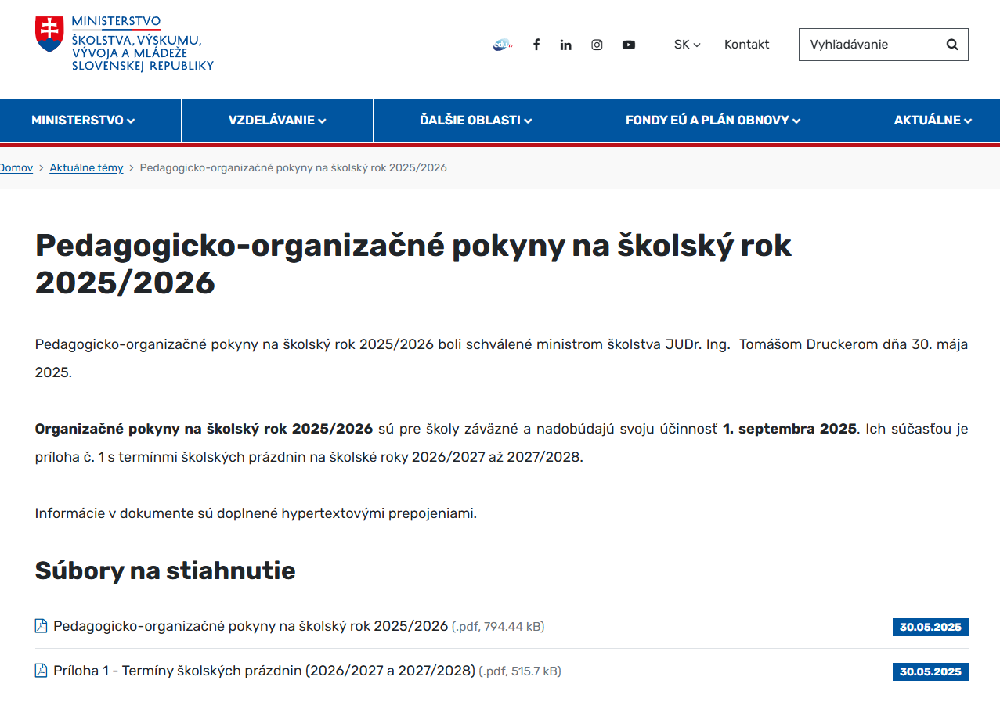 MINISTERSTVO
ŠKOLSTVA, VÝSKUMU,
VÝVOJA A MLÁDEŽE
SLOVENSKEJ REPUBLIKY
edu tv
SK
Kontakt
Vyhľadávanie
MINISTERSTVO
VZDELÁVANIE
ĎALŠIE OBLASTI
FONDY EÚ A PLÁN OBNOVY
AKTUÁLNE
Domov > Aktuálne témy > Pedagogicko-organizačné pokyny na školský rok 2025/2026
Pedagogicko-organizačné pokyny na školský rok
2025/2026
Pedagogicko-organizačné pokyny na školský rok 2025/2026 boli schválené ministrom školstva JUDr. Ing. Tomášom Druckerom dňa 30. mája
2025.
Organizačné pokyny na školský rok 2025/2026 sú pre školy záväzné a nadobúdajú svoju účinnosť 1. septembra 2025. Ich súčasťou je
príloha č. 1 s termínmi školských prázdnin na školské roky 2026/2027 až 2027/2028.
Informácie v dokumente sú doplnené hypertextovými prepojeniami.
Súbory na stiahnutie
Pedagogicko-organizačné pokyny na školský rok 2025/2026 (.pdf, 794.44 kB) 30.05.2025
Príloha 1 - Termíny školských prázdnin (2026/2027 a 2027/2028) (.pdf, 515.7 kB) 30.05.2025